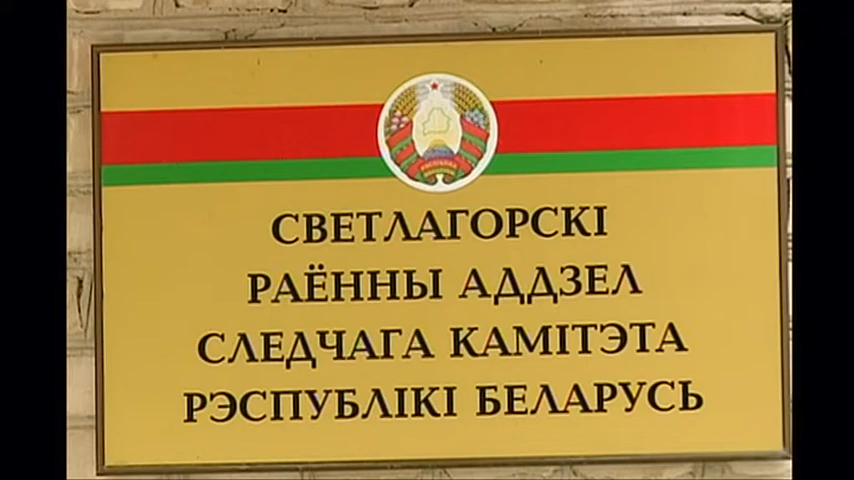 СВЕТЛАГОРСКІ
РАЁННЫ АДДЗЕЛ
СЛЕДЧАГА КАМІТЭТА
РЭСПУБЛІКІ БЕЛАРУСЬ